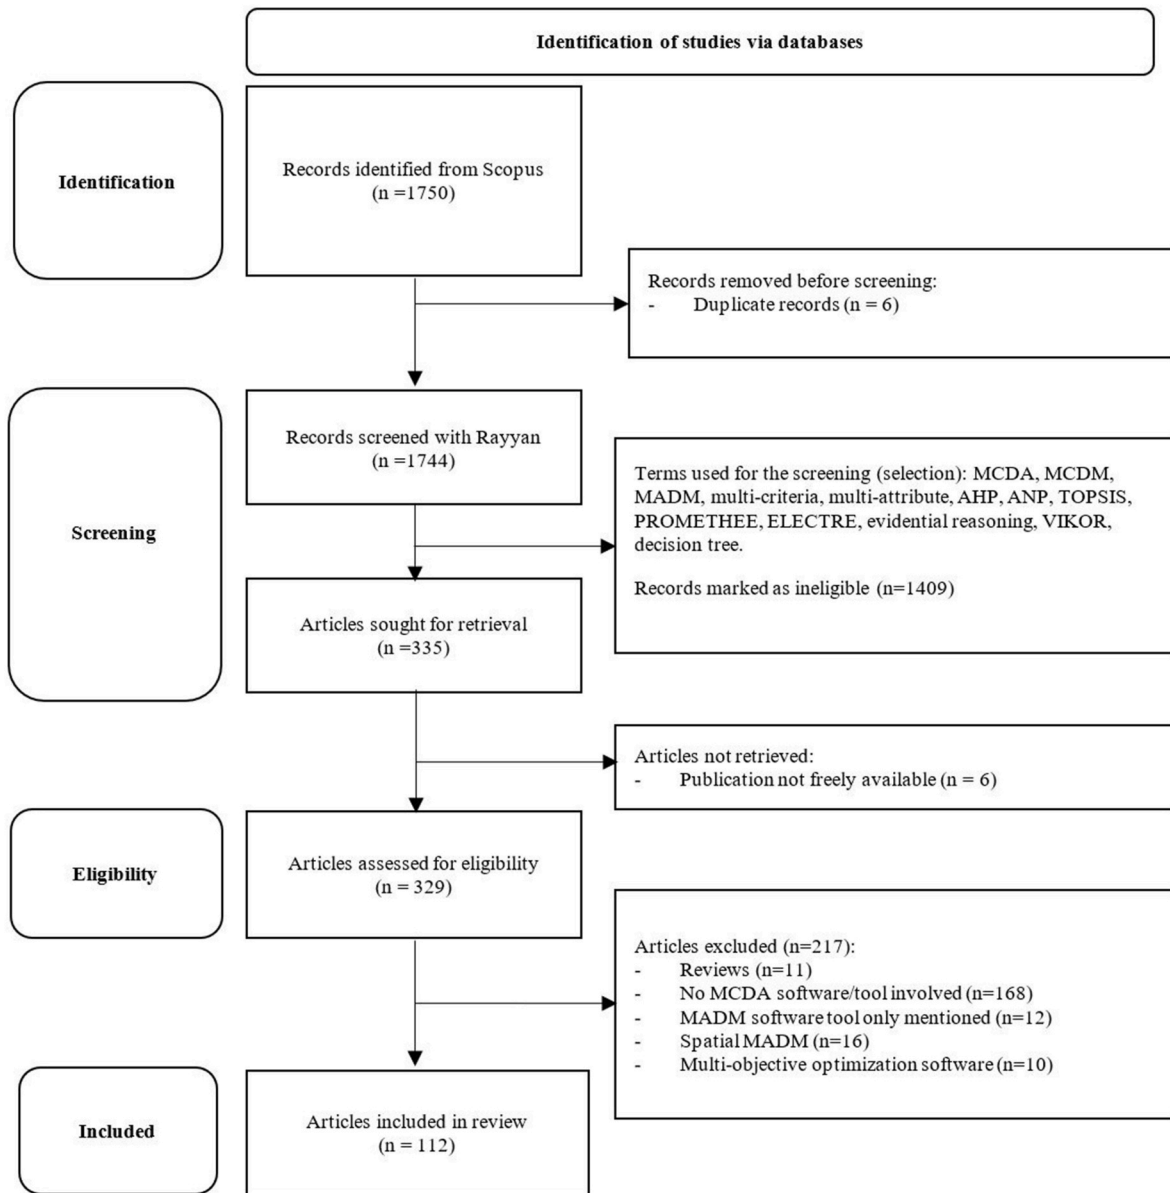 Identification of studies via databases
Identification
Records identified from Scopus
(n =1750)
Records removed before screening:
- Duplicate records (n = 6)
Screening
Records screened with Rayyan
(n =1744)
Terms used for the screening (selection): MCDA, MCDM,
MADM, multi-criteria, multi-attribute, AHP, ANP, TOPSIS,
PROMETHEE, ELECTRE, evidential reasoning, VIKOR,
decision tree.
Records marked as ineligible (n=1409)
Articles sought for retrieval
(n =335)
Articles not retrieved:
- Publication not freely available (n = 6)
Eligibility
Articles assessed for eligibility
(n = 329)
Articles excluded (n=217):
- Reviews (n=11)
- No MCDA software/tool involved (n=168)
- MADM software tool only mentioned (n=12)
- Spatial MADM (n=16)
- Multi-objective optimization software (n=10)
Included
Articles included in review
(n = 112)